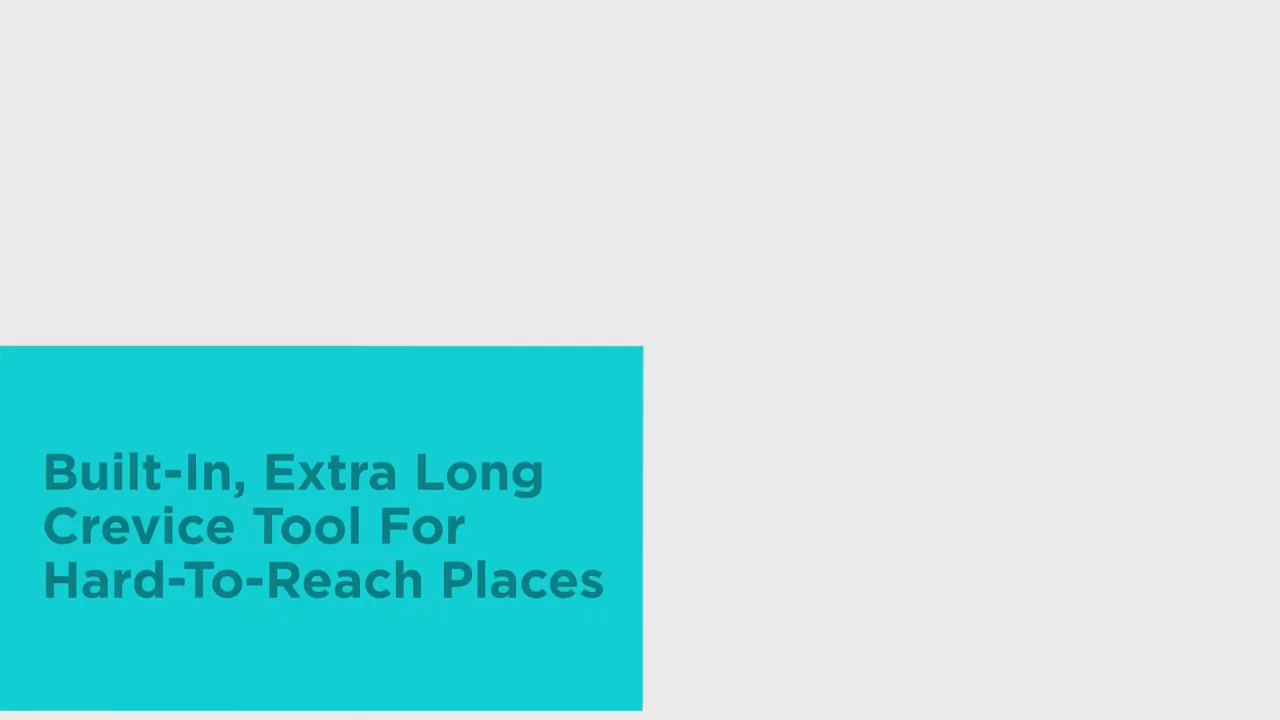 Built-In, Extra Long
Crevice Tool For
Hard-To-Reach Places